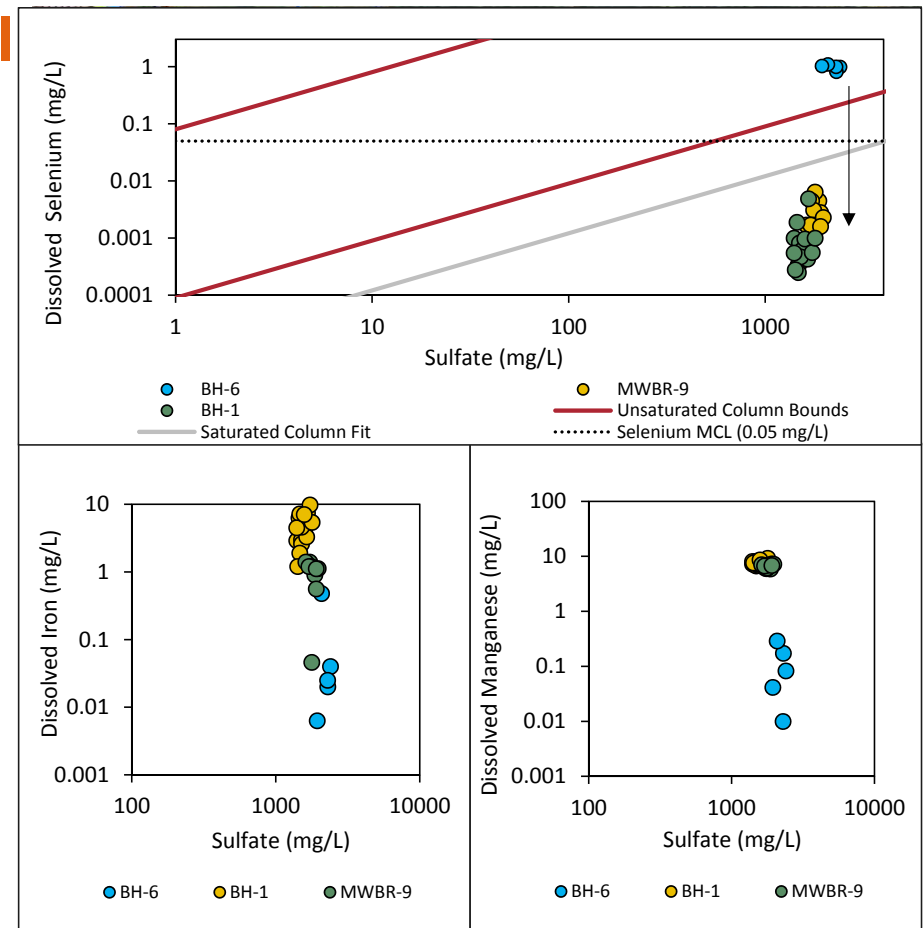 Dissolved Selenium (mg/L)
1
0.1
0.01
0.001
0.0001
1
10
100
1000
Sulfate (mg/L)
BH-6
MWBR-9
BH-1
Unsaturated Column Bounds
Saturated Column Fit
Selenium MCL (0.05 mg/L)
Dissolved Iron (mg/L)
10
1
0.1
0.01
0.001
100
1000
10000
Sulfate (mg/L)
BH-6
BH-1
MWBR-9
Dissolved Manganese (mg/L)
100
10
1
0.1
0.01
0.001
100
1000
10000
Sulfate (mg/L)
BH-6
BH-1
MWBR-9